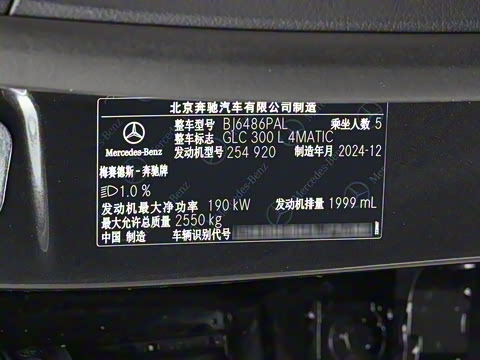 北京奔驰汽车有限公司制造
整车型号 BJ6486PAL 乘坐人数 5
整车标志 GLC 300 L 4MATIC
发动机型号 254 920 制造年月 2024-12
Mercedes-Benz
梅赛德斯-奔驰牌
1.0 %
发动机最大净功率 190 kW 发动机排量 1999 mL
最大允许总质量 2550 kg
中国 制造 车辆识别代号